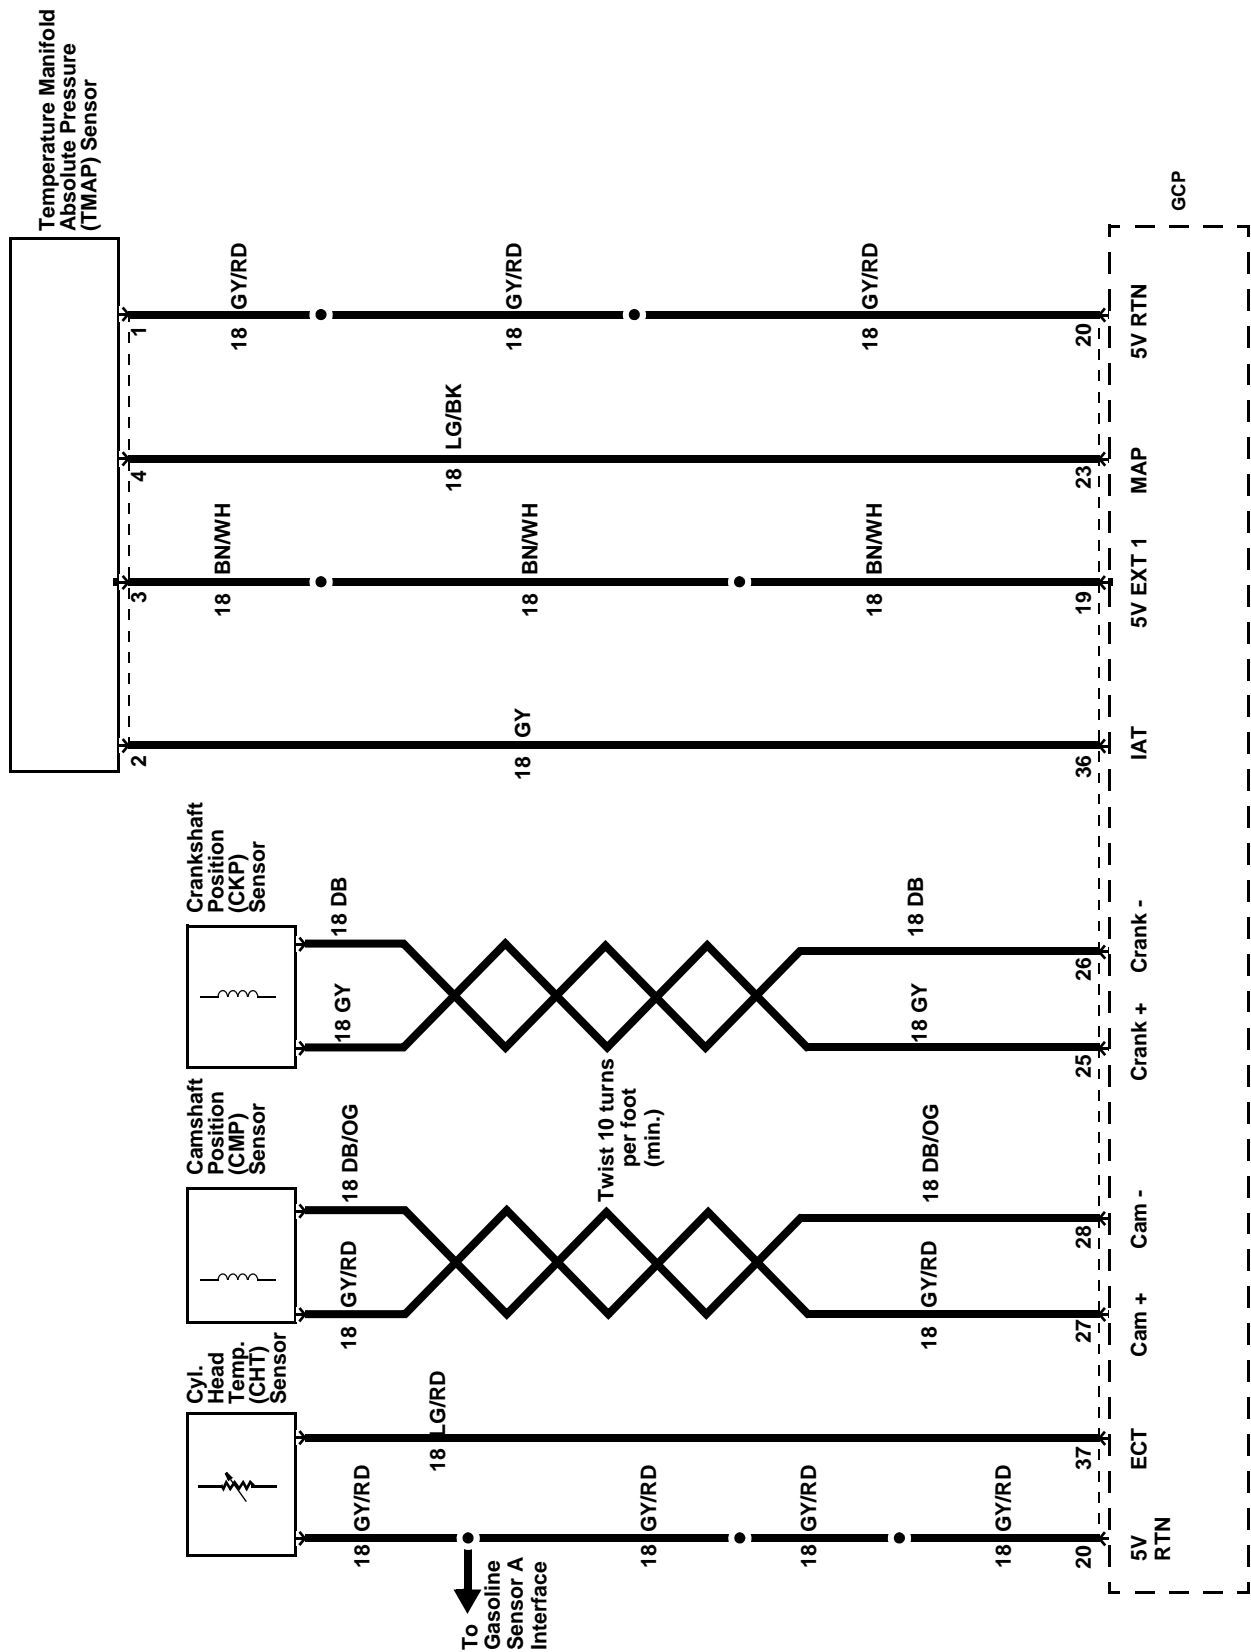 Temperature Manifold
Absolute Pressure
(TMAP) Sensor
Crankshaft
Position
(CKP)
Sensor
Camshaft
Position
(CMP)
Sensor
Cyl.
Head
Temp.
(CHT)
Sensor
18 GY/RD
18 LG/RD
18 GY/RD
18 DB/OG
18 GY
18 DB
2
3
4
1
18 GY
18 BN/WH
18 BN/WH
18 BN/WH
18 LG/BK
18 GY/RD
18 GY/RD
18 GY/RD
To
Gasoline
Sensor A
Interface
Twist 10 turns
per foot
(min.)
18 GY/RD
18 GY/RD
18 GY/RD
18 GY/RD
18 DB/OG
18 GY
18 DB
20
37
27
28
25
26
36
19
23
20
5V
RTN
ECT
Cam +
Cam -
Crank +
Crank -
IAT
5V EXT 1
MAP
5V RTN
GCP